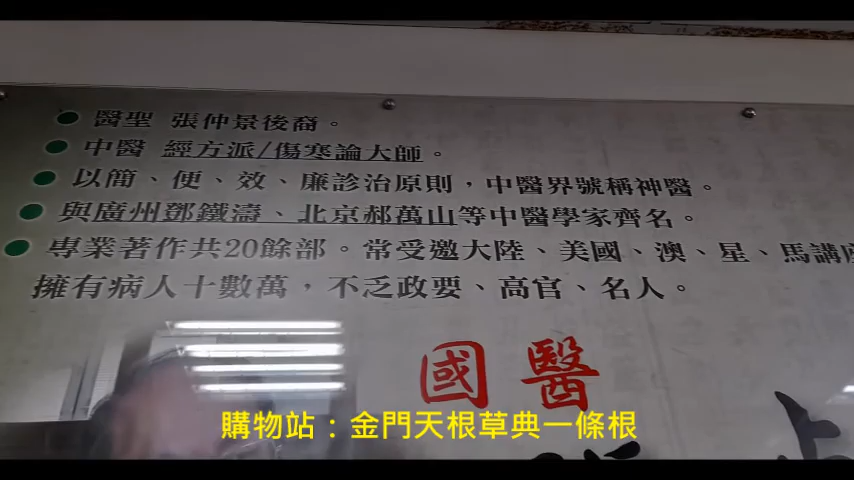 醫聖 張仲景後裔。
中醫 經方派/傷寒論大師。
以簡、便、效、廉診治原則，中醫界號稱神醫。
與廣州鄧鐵濤、北京郝萬山等中醫學家齊名。
專業著作共20餘部。常受邀大陸、美國、澳、星、馬講座
擁有病人十數萬，不乏政要、高官、名人。
國醫
購物站：金門天根草典一條根